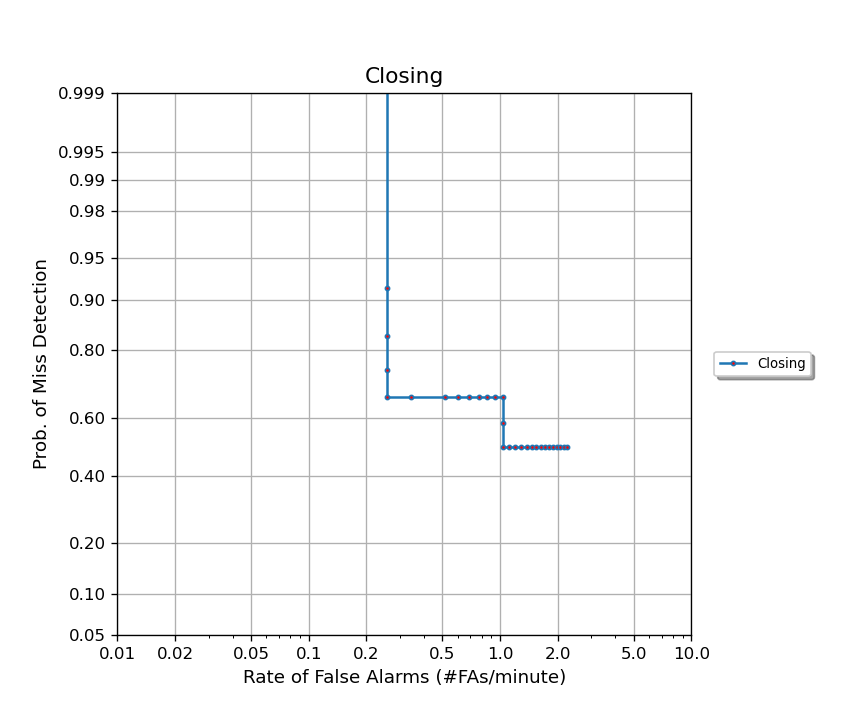 Closing
0.999
0.995
0.99
0.98
0.95
0.90
0.80
0.60
0.40
0.20
0.10
0.05
Prob. of Miss Detection
0.01 0.02 0.05 0.1 0.2 0.5 1.0 2.0 5.0 10.0
Rate of False Alarms (#FAs/minute)
Closing